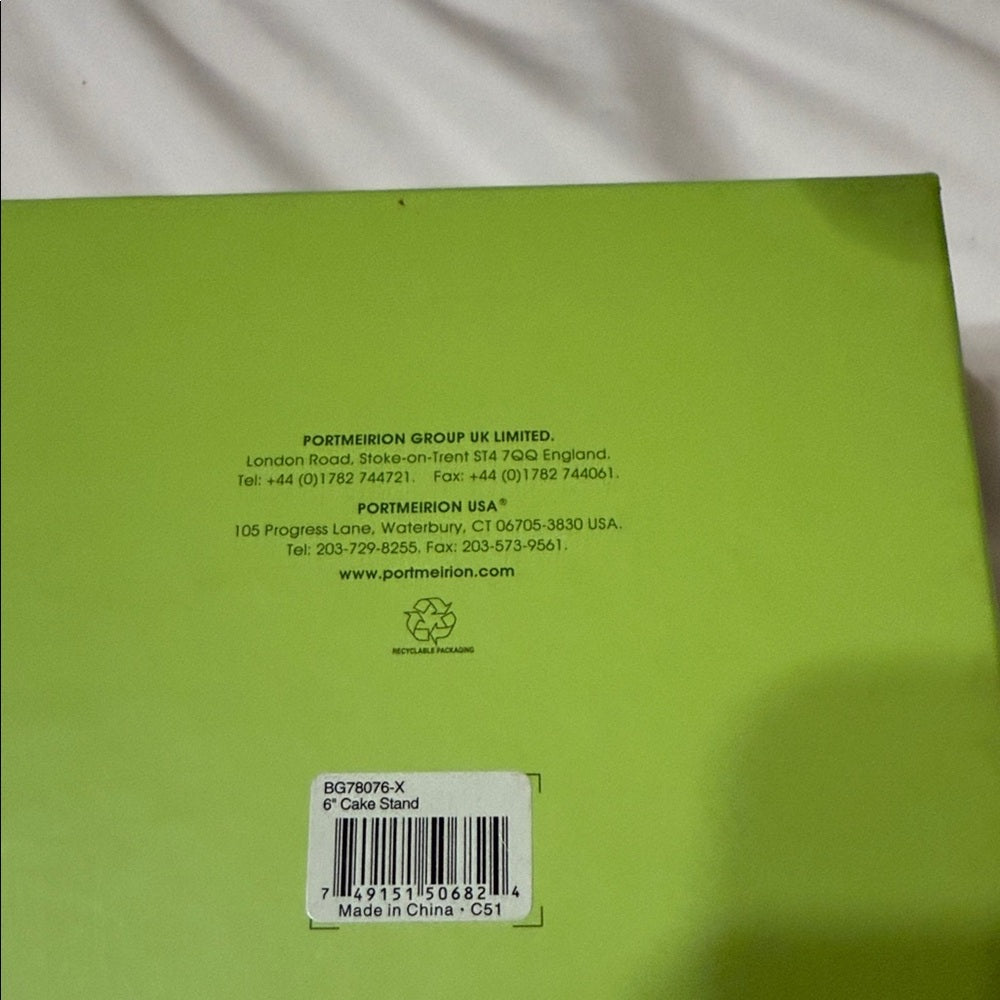 PORTMEIRION GROUP UK LIMITED.
London Road, Stoke-on-Trent ST4 7QQ England.
Tel: +44 (0)1782 744721. Fax: +44 (0)1782 744061.
PORTMEIRION USA®
105 Progress Lane, Waterbury, CT 06705-3830 USA.
Tel: 203-729-8255. Fax: 203-573-9561.
www.portmeirion.com
RECYCLABLE PACKAGING
BG78076-X
6" Cake Stand
7 49151 50682 4
Made in China • C51